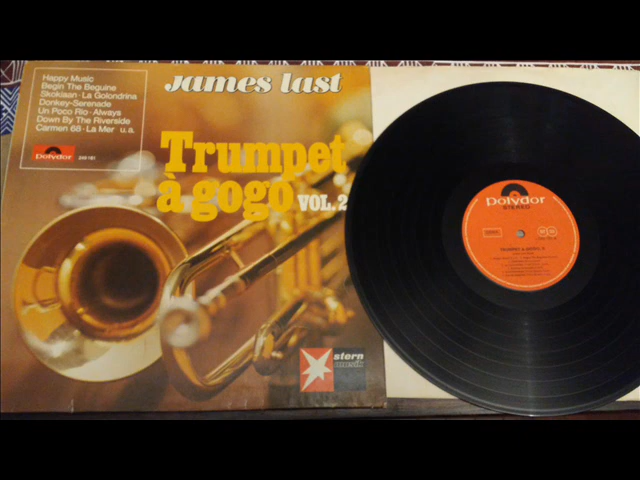 Happy Music
Begin The Beguine
Skokiaan · La Golondrina
Donkey-Serenade
Un Poco Rio · Always
Down By The Riverside
Carmen 68 · La Mer u. a.
Polydor
james last
Trumpet
à gogo VOL. 2
stern
musik
polydor
STEREO